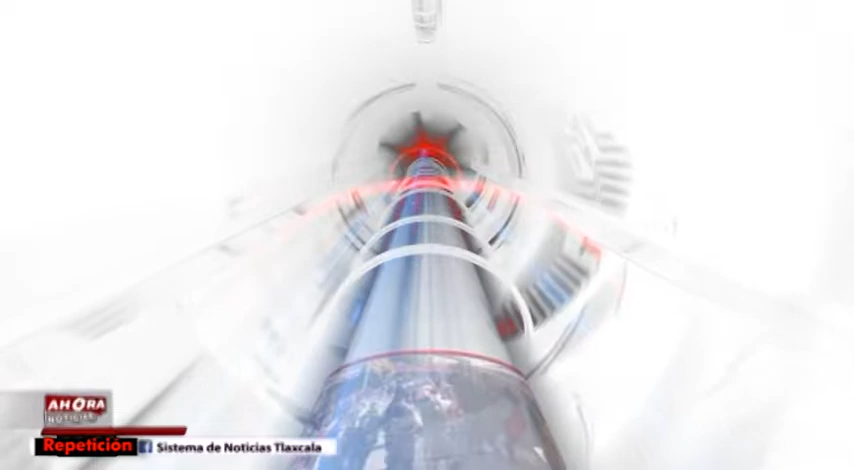 AHORA
NOTICIAS
Repetición
Sistema de Noticias Tlaxcala